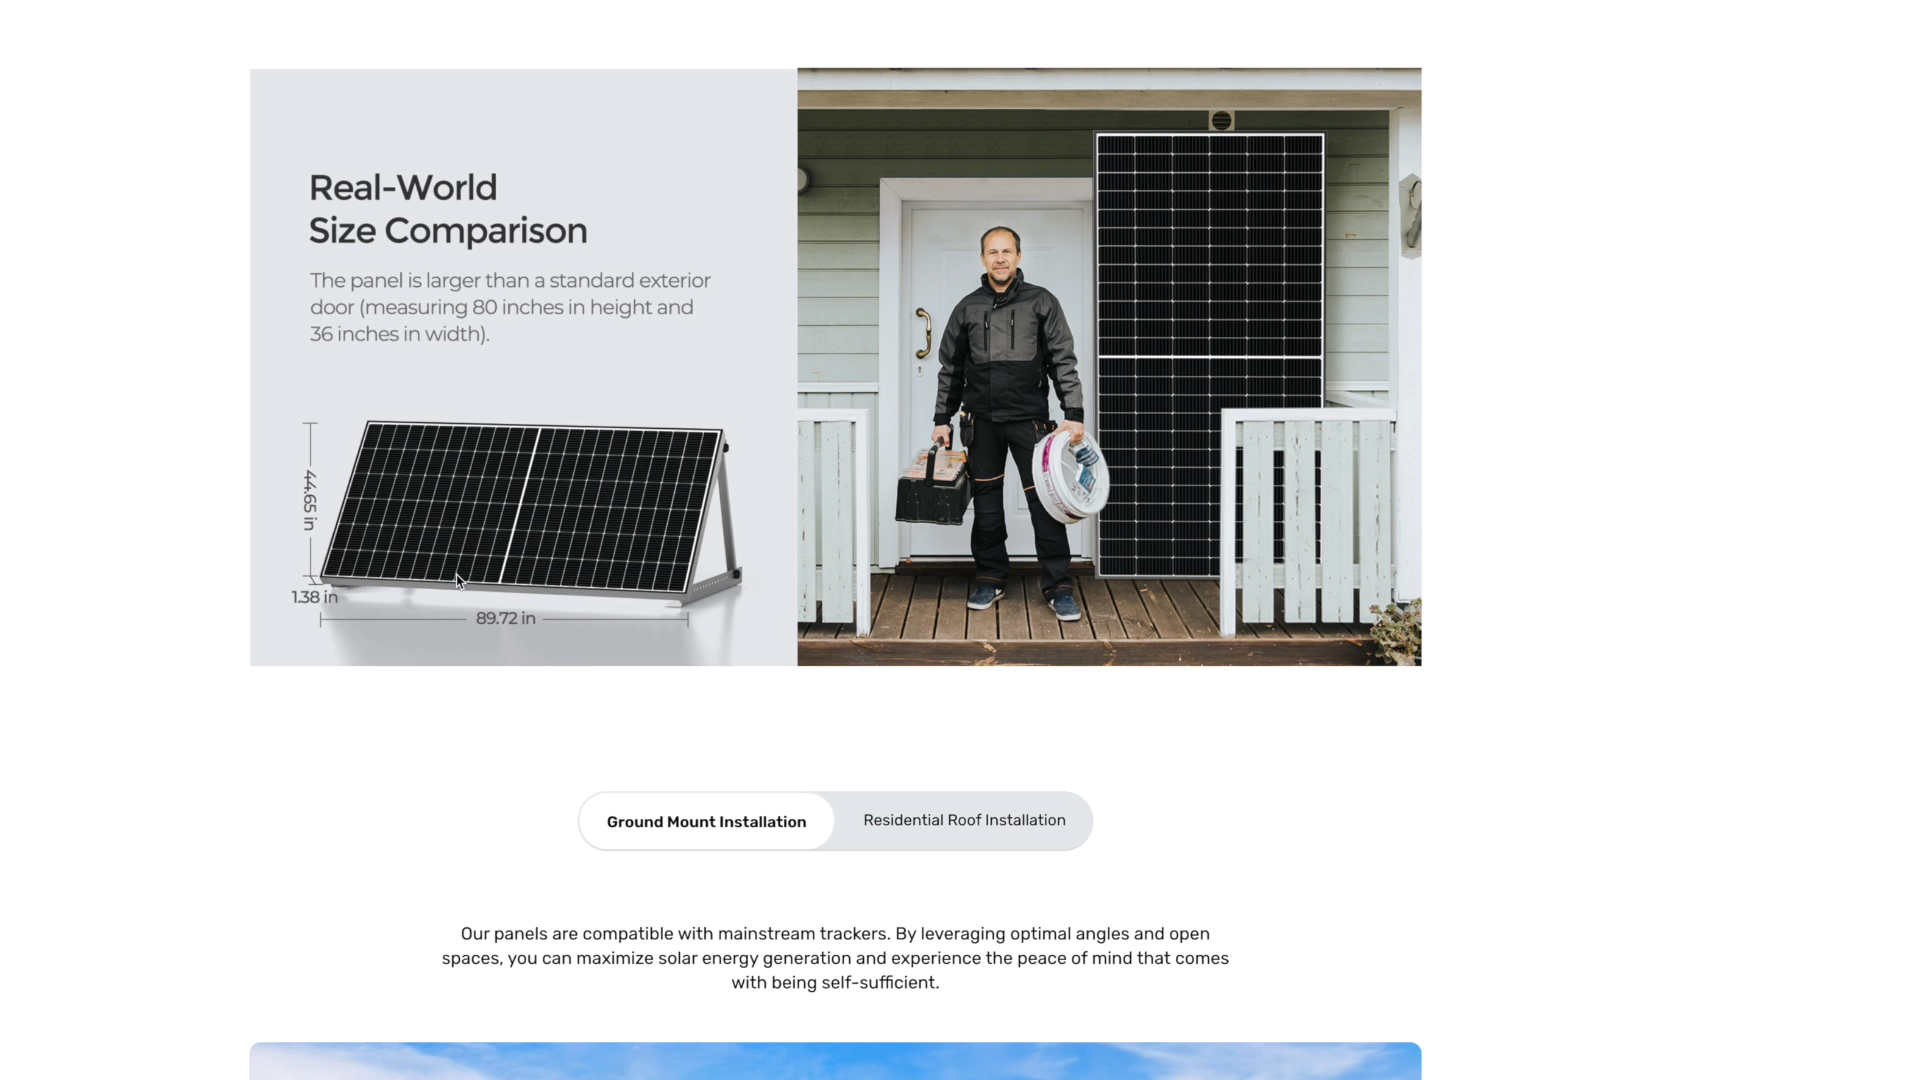 Real-World
Size Comparison
The panel is larger than a standard exterior
door (measuring 80 inches in height and
36 inches in width).
44.65 in
1.38 in
89.72 in
Ground Mount Installation
Residential Roof Installation
Our panels are compatible with mainstream trackers. By leveraging optimal angles and open
spaces, you can maximize solar energy generation and experience the peace of mind that comes
with being self-sufficient.